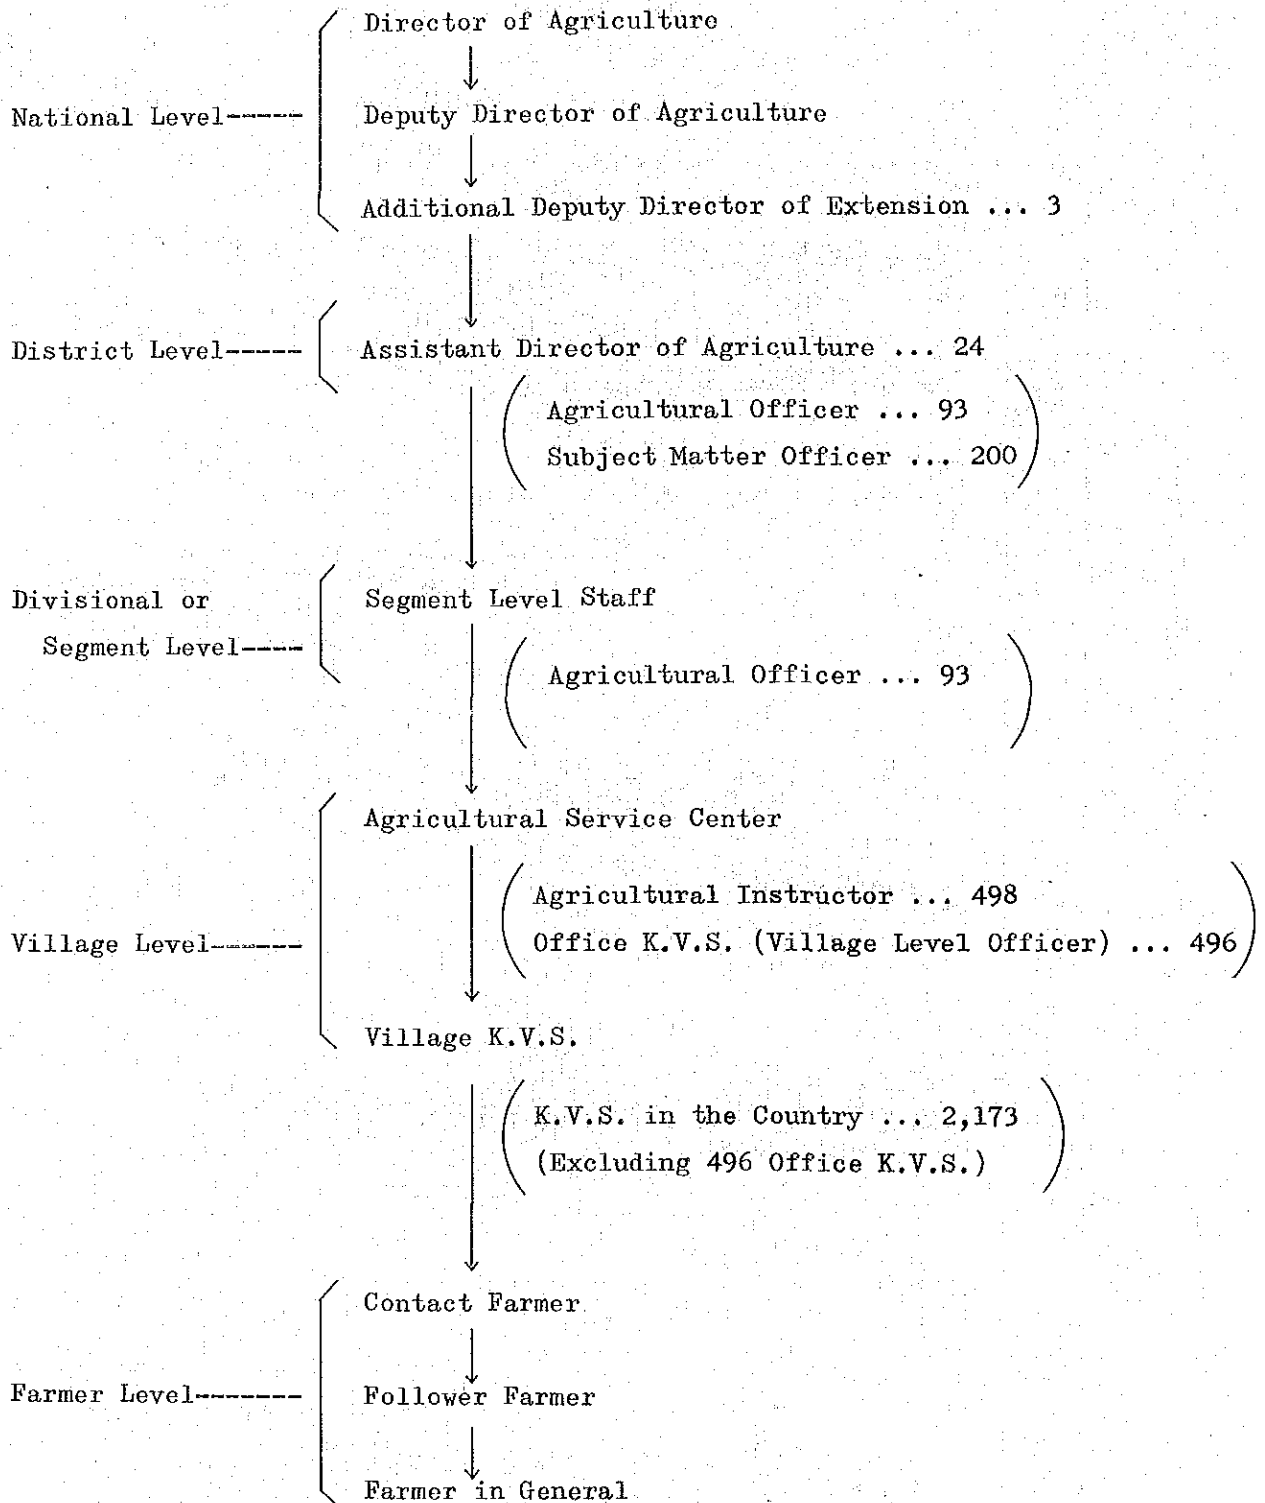 Director of Agriculture
National Level-----
Deputy Director of Agriculture
Additional Deputy Director of Extension ... 3
District Level-----
Assistant Director of Agriculture ... 24
Agricultural Officer ... 93
Subject Matter Officer ... 200
Divisional or
Segment Level----
Segment Level Staff
Agricultural Officer ... 93
Agricultural Service Center
Agricultural Instructor ... 498
Village Level------
Office K.V.S. (Village Level Officer) ... 496
Village K.V.S.
K.V.S. in the Country ... 2,173
(Excluding 496 Office K.V.S.)
Contact Farmer
Farmer Level-------
Follower Farmer
Farmer in General